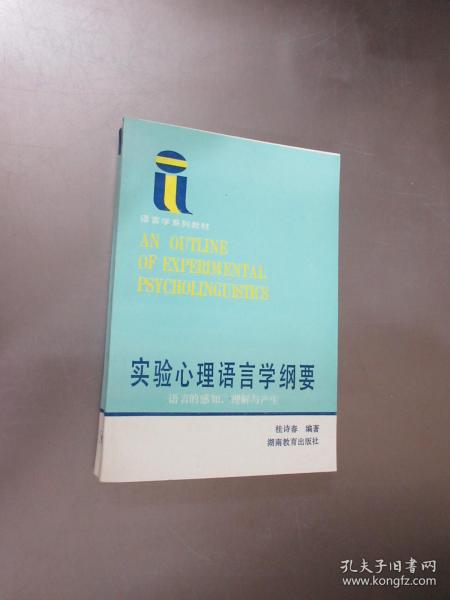 语言学系列教材
AN OUTLINE
OF EXPERIMENTAL
PSYCHOLINGUISTICS
实验心理语言学纲要
语言的感知、理解与产生
桂诗春 编著
湖南教育出版社
孔夫子旧书网
www.kongfz.com